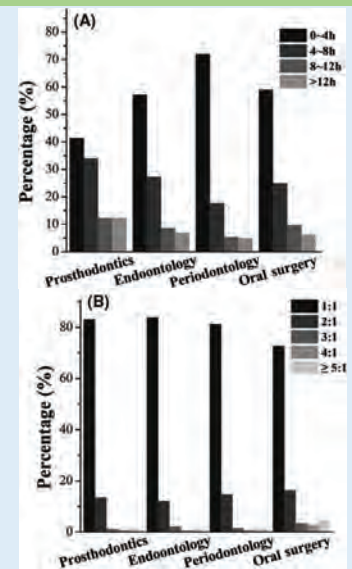 (A)
0~4h
4~8h
8~12h
>12h
Percentage (%)
80
70
60
50
40
30
20
10
0
Prosthodontics
Endoontology
Periodontology
Oral surgery
(B)
1:1
2:1
3:1
4:1
≥ 5:1
Percentage (%)
80
60
40
20
0
Prosthodontics
Endoontology
Periodontology
Oral surgery